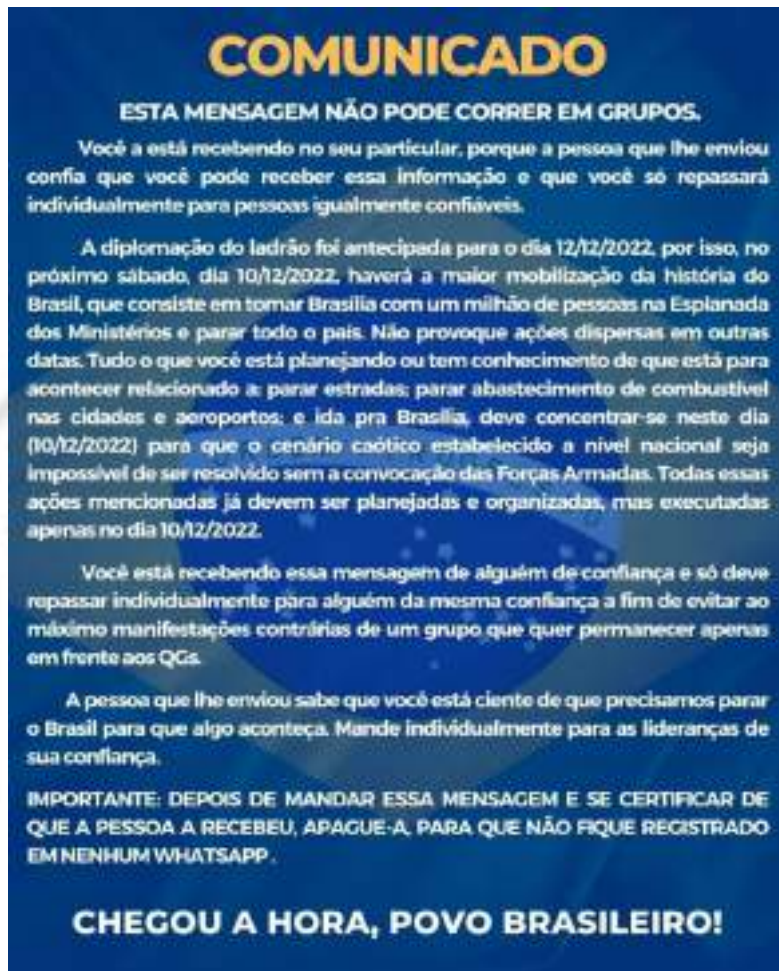 COMUNICADO
ESTA MENSAGEM NÃO PODE CORRER EM GRUPOS.
Você a está recebendo no seu particular, porque a pessoa que lhe enviou
confia que você pode receber essa informação e que você só repassará
individualmente para pessoas igualmente confiáveis.
A diplomação do ladrão foi antecipada para o dia 12/12/2022, por isso, no
próximo sábado, dia 10/12/2022, haverá a maior mobilização da história do
Brasil, que consiste em tomar Brasília com um milhão de pessoas na Esplanada
dos Ministérios e parar todo o país. Não provoque ações dispersas em outras
datas. Tudo o que você está planejando ou tem conhecimento de que está para
acontecer relacionado a: parar estradas; parar abastecimento de combustível
nas cidades e aeroportos; e ida pra Brasília, deve concentrar-se neste dia
(10/12/2022) para que o cenário caótico estabelecido a nível nacional seja
impossível de ser resolvido sem a convocação das Forças Armadas. Todas essas
ações mencionadas já devem ser planejadas e organizadas, mas executadas
apenas no dia 10/12/2022.
Você está recebendo essa mensagem de alguém de confiança e só deve
repassar individualmente para alguém da mesma confiança a fim de evitar ao
máximo manifestações contrárias de um grupo que quer permanecer apenas
em frente aos QGs.
A pessoa que lhe enviou sabe que você está ciente de que precisamos parar
o Brasil para que algo aconteça. Mande individualmente para as lideranças de
sua confiança.
IMPORTANTE: DEPOIS DE MANDAR ESSA MENSAGEM E SE CERTIFICAR DE
QUE A PESSOA A RECEBEU, APAGUE-A, PARA QUE NÃO FIQUE REGISTRADO
EM NENHUM WHATSAPP.
CHEGOU A HORA, POVO BRASILEIRO!